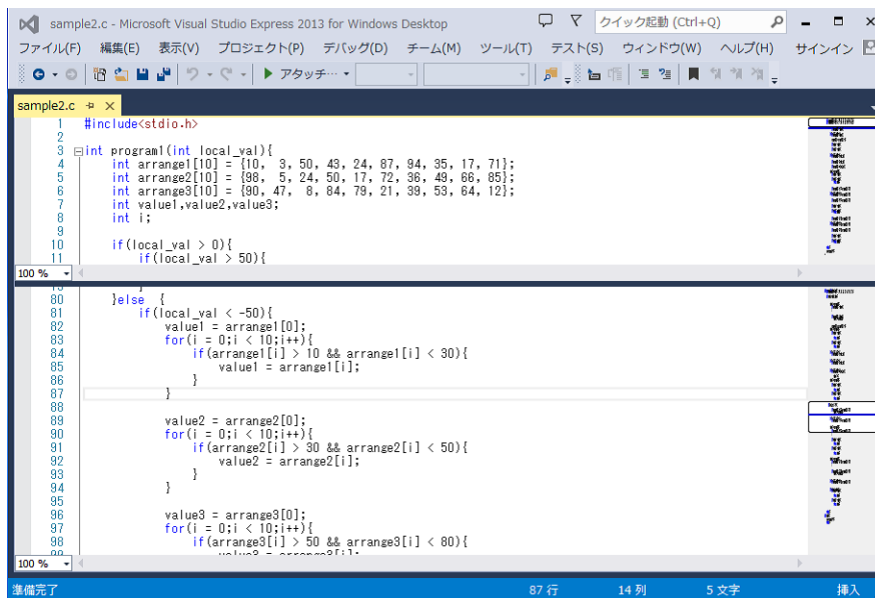 sample2.c - Microsoft Visual Studio Express 2013 for Windows Desktop クイック起動 (Ctrl+Q)
ファイル(F) 編集(E) 表示(V) プロジェクト(P) デバッグ(D) チーム(M) ツール(T) テスト(S) ウィンドウ(W) ヘルプ(H) サインイン
アタッチ…
sample2.c
1 #include<stdio.h>
2
3 int program1(int local_val){
4 int arrange1[10] = {10, 3, 50, 43, 24, 87, 94, 35, 17, 71};
5 int arrange2[10] = {98, 5, 24, 50, 17, 72, 36, 49, 66, 85};
6 int arrange3[10] = {90, 47, 8, 84, 79, 21, 39, 53, 64, 12};
7 int value1,value2,value3;
8 int i;
9
10 if(local_val > 0){
11 if(local_val > 50){
100 %
79 }
80 }else {
81 if(local_val < -50){
82 value1 = arrange1[0];
83 for(i = 0;i < 10;i++){
84 if(arrange1[i] > 10 && arrange1[i] < 30){
85 value1 = arrange1[i];
86 }
87 }
88
89 value2 = arrange2[0];
90 for(i = 0;i < 10;i++){
91 if(arrange2[i] > 30 && arrange2[i] < 50){
92 value2 = arrange2[i];
93 }
94 }
95
96 value3 = arrange3[0];
97 for(i = 0;i < 10;i++){
98 if(arrange3[i] > 50 && arrange3[i] < 80){
99 value3 = arrange3[i];
100 %
準備完了 87 行 14 列 5 文字 挿入